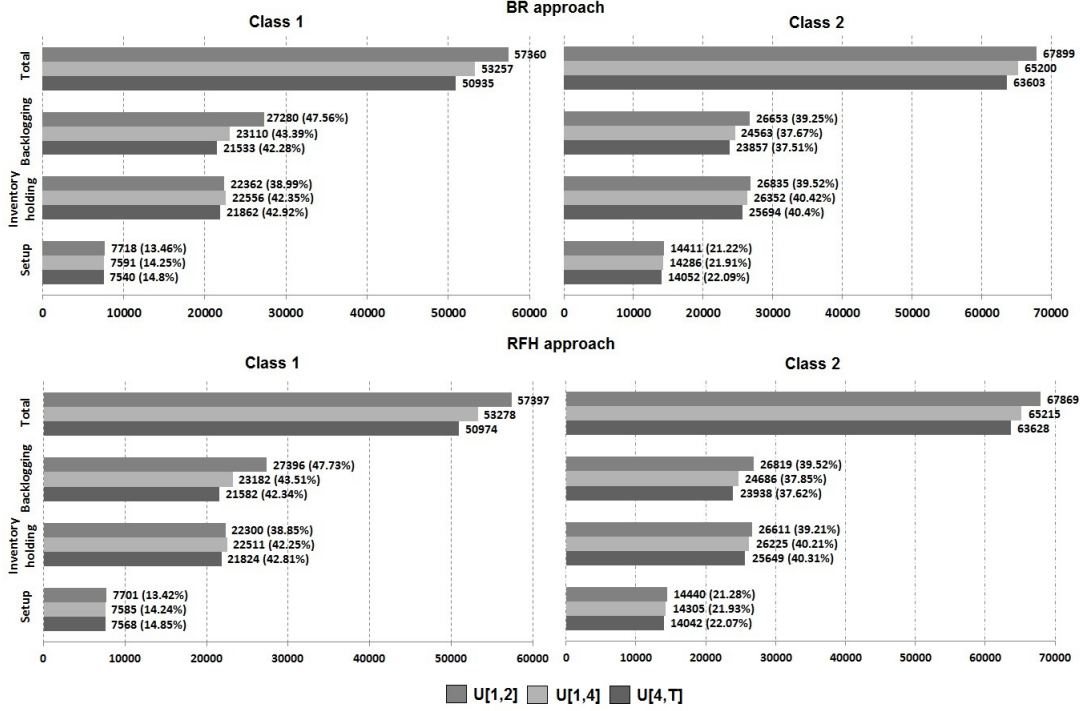 BR approach
Class 1
Total
57360
53257
50935
Backlogging
27280 (47.56%)
23110 (43.39%)
21533 (42.28%)
Inventory holding
22362 (38.99%)
22556 (42.35%)
21862 (42.92%)
Setup
7718 (13.46%)
7591 (14.25%)
7540 (14.8%)
0 10000 20000 30000 40000 50000 60000
Class 2
67899
65200
63603
26653 (39.25%)
24563 (37.67%)
23857 (37.51%)
26835 (39.52%)
26352 (40.42%)
25694 (40.4%)
14411 (21.22%)
14286 (21.91%)
14052 (22.09%)
0 10000 20000 30000 40000 50000 60000 70000
RFH approach
Class 1
Total
57397
53278
50974
Backlogging
27396 (47.73%)
23182 (43.51%)
21582 (42.34%)
Inventory holding
22300 (38.85%)
22511 (42.25%)
21824 (42.81%)
Setup
7701 (13.42%)
7585 (14.24%)
7568 (14.85%)
0 10000 20000 30000 40000 50000 60000
Class 2
67869
65215
63628
26819 (39.52%)
24686 (37.85%)
23938 (37.62%)
26611 (39.21%)
26225 (40.21%)
25649 (40.31%)
14440 (21.28%)
14305 (21.93%)
14042 (22.07%)
0 10000 20000 30000 40000 50000 60000 70000
U[1,2] U[1,4] U[4,T]